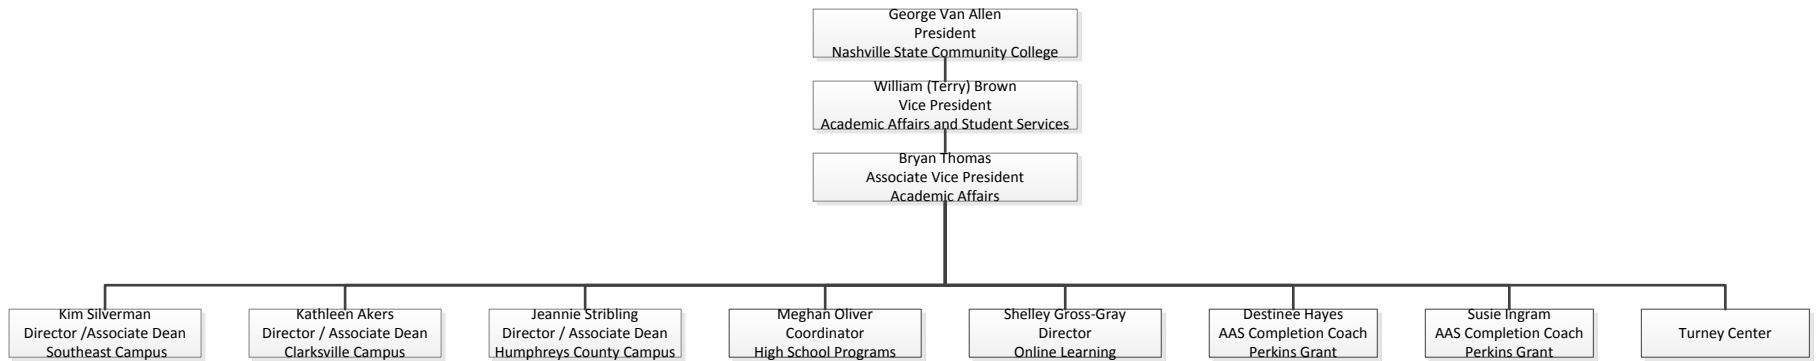 George Van Allen
President
Nashville State Community College
William (Terry) Brown
Vice President
Academic Affairs and Student Services
Bryan Thomas
Associate Vice President
Academic Affairs
Kim Silverman
Director /Associate Dean
Southeast Campus
Kathleen Akers
Director / Associate Dean
Clarksville Campus
Jeannie Stribling
Director / Associate Dean
Humphreys County Campus
Meghan Oliver
Coordinator
High School Programs
Shelley Gross-Gray
Director
Online Learning
Destinee Hayes
AAS Completion Coach
Perkins Grant
Susie Ingram
AAS Completion Coach
Perkins Grant
Turney Center